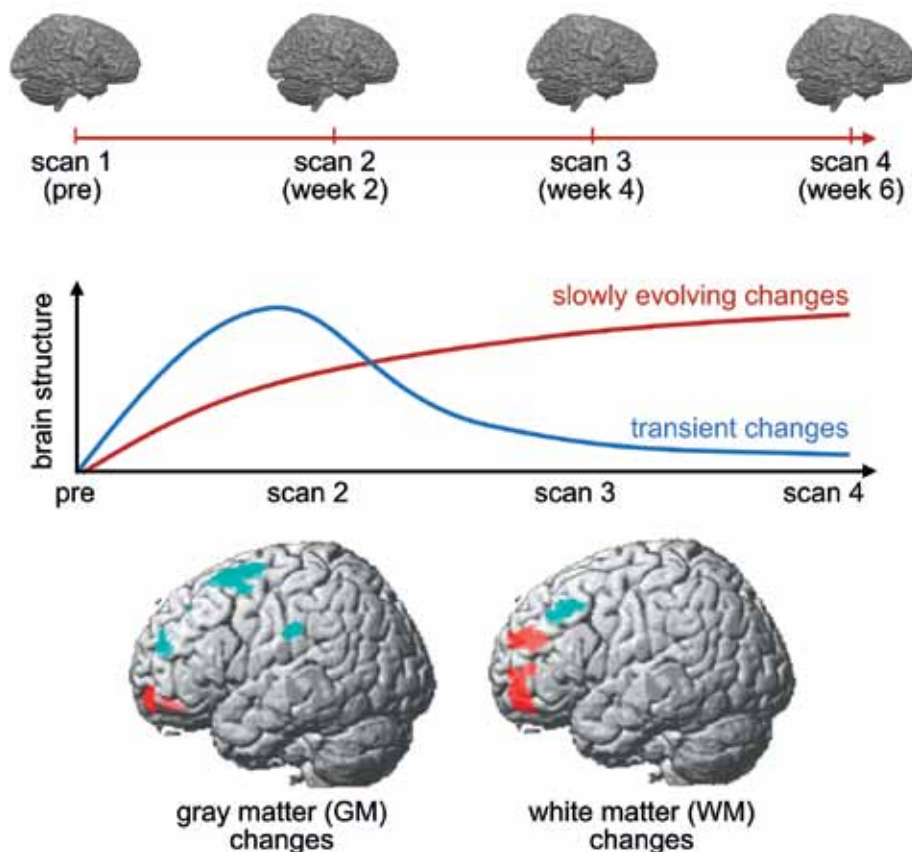 scan 1
(pre)
scan 2
(week 2)
scan 3
(week 4)
scan 4
(week 6)
brain structure
slowly evolving changes
transient changes
pre
scan 2
scan 3
scan 4
gray matter (GM)
changes
white matter (WM)
changes